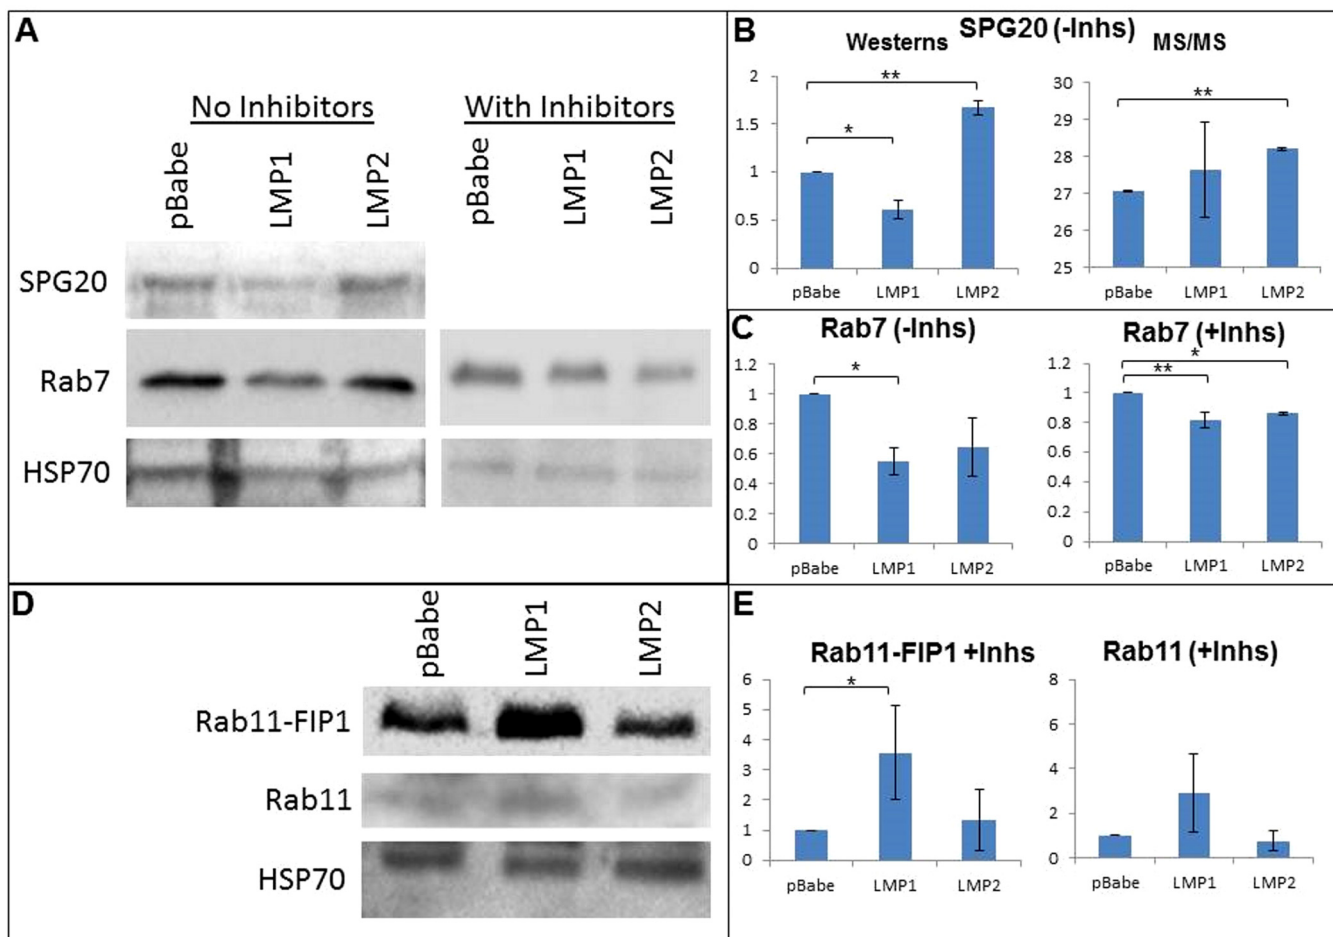 A
No Inhibitors
With Inhibitors
pBabe
LMP1
LMP2
pBabe
LMP1
LMP2
SPG20
Rab7
HSP70
B
SPG20 (-Inhs)
Westerns
MS/MS
2
1.5
1
0.5
0
*
**
pBabe
LMP1
LMP2
30
29
28
27
26
25
**
pBabe
LMP1
LMP2
C
Rab7 (-Inhs)
1.2
1
0.8
0.6
0.4
0.2
0
*
pBabe
LMP1
LMP2
Rab7 (+Inhs)
1.2
1
0.8
0.6
0.4
0.2
0
*
**
pBabe
LMP1
LMP2
D
pBabe
LMP1
LMP2
Rab11-FIP1
Rab11
HSP70
E
Rab11-FIP1 +Inhs
6
5
4
3
2
1
0
*
pBabe
LMP1
LMP2
Rab11 (+Inhs)
8
6
4
2
0
pBabe
LMP1
LMP2